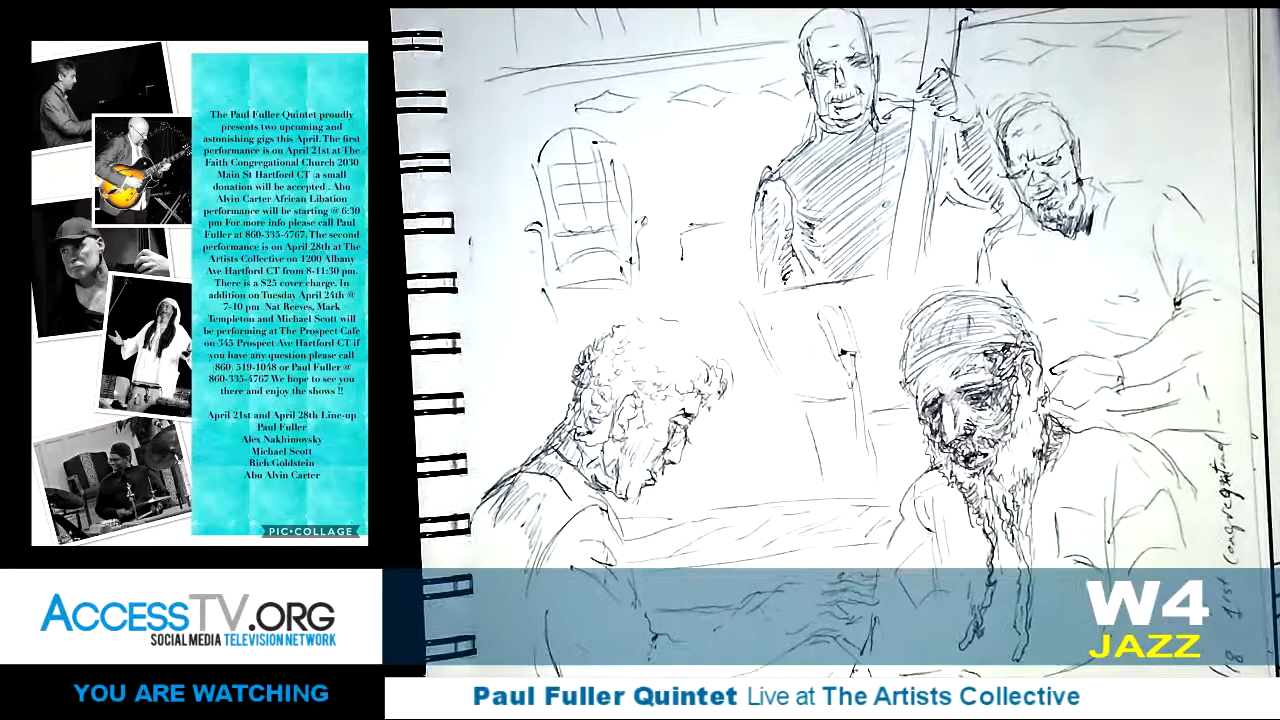 The Paul Fuller Quintet proudly
presents two upcoming and
astonishing gigs this April. The first
performance is on April 21st at The
Faith Congregational Church 2030
Main St Hartford CT a small
donation will be accepted . Abu
Alvin Carter African Libation
performance will be starting @ 6:30
pm For more info please call Paul
Fuller at 860-335-4767. The second
performance is on April 28th at The
Artists Collective on 1200 Albany
Ave Hartford CT from 8-11:30 pm.
There is a $25 cover charge. In
addition on Tuesday April 24th @
7-10 pm Nat Reeves, Mark
Templeton and Michael Scott will
be performing at The Prospect Cafe
on 345 Prospect Ave Hartford CT if
you have any question please call
860. 519-1048 or Paul Fuller @
860-335-4767 We hope to see you
there and enjoy the shows !!
April 21st and April 28th Line-up
Paul Fuller
Alex Nakhimovsky
Michael Scott
Rich Goldstein
Abu Alvin Carter
PIC•COLLAGE
ACCESSTV.ORG
SOCIAL MEDIA TELEVISION NETWORK
YOU ARE WATCHING
W4
JAZZ
Paul Fuller Quintet Live at The Artists Collective
18 1st